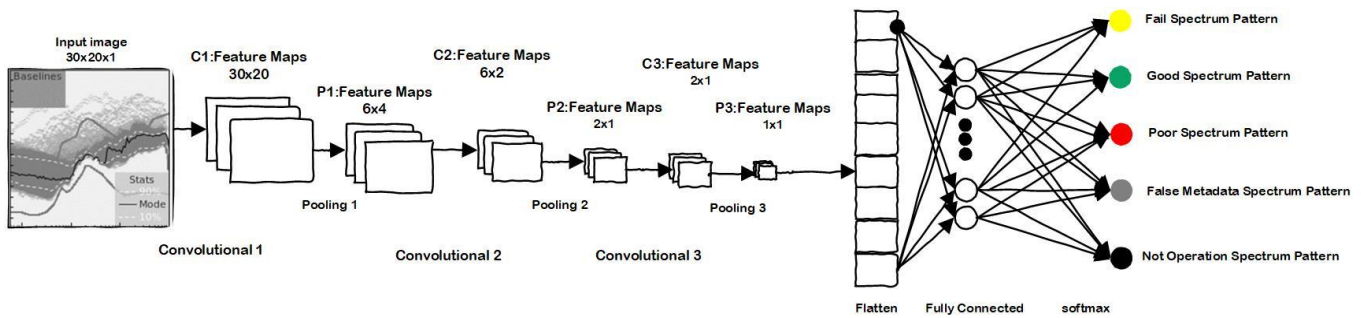 Input image
30x20x1
Baselines
Stats
90%
Mode
10%
C1:Feature Maps
30x20
P1:Feature Maps
6x4
C2:Feature Maps
6x2
P2:Feature Maps
2x1
C3:Feature Maps
2x1
P3:Feature Maps
1x1
Pooling 1
Pooling 2
Pooling 3
Convolutional 1
Convolutional 2
Convolutional 3
Flatten
Fully Connected
softmax
Fail Spectrum Pattern
Good Spectrum Pattern
Poor Spectrum Pattern
False Metadata Spectrum Pattern
Not Operation Spectrum Pattern